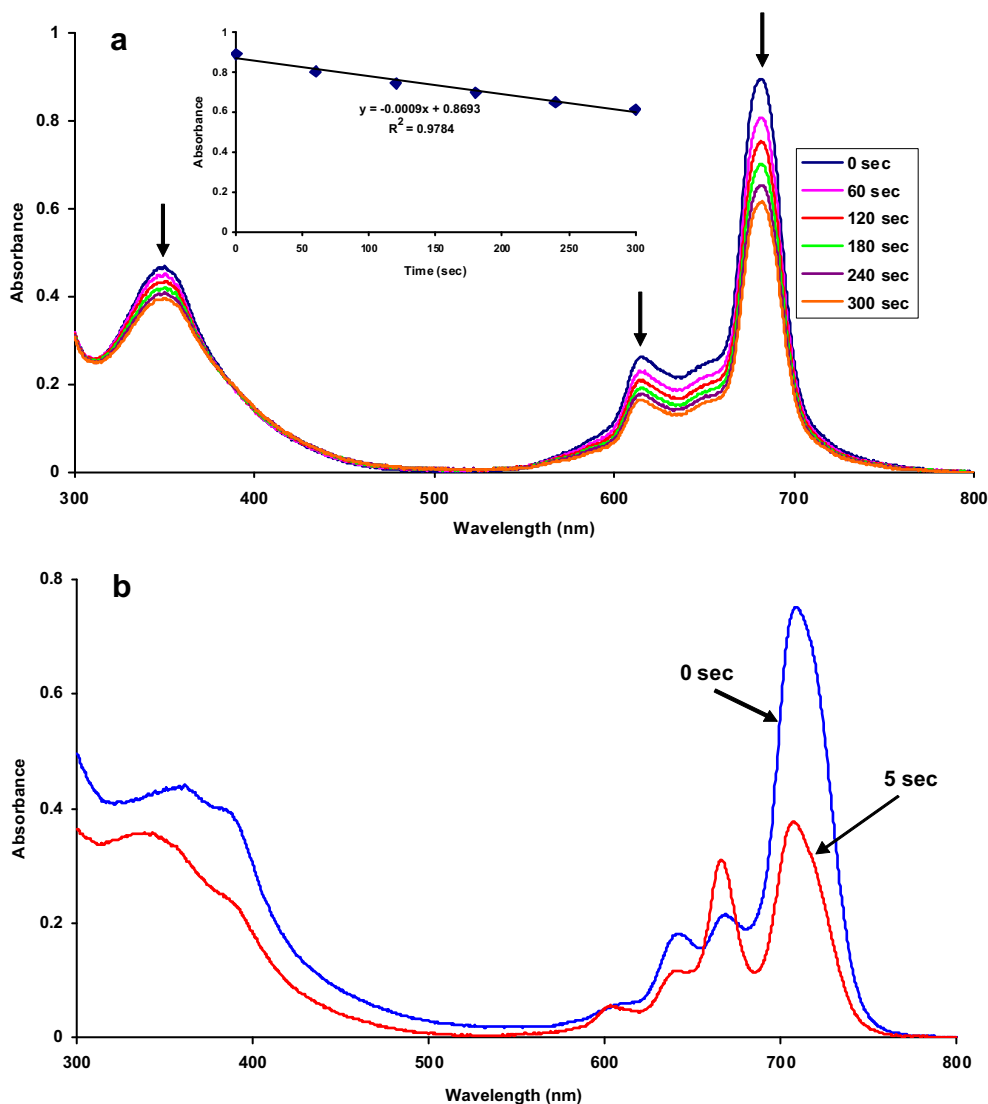 a
1
0.8
0.6
0.4
0.2
0
Absorbance
300
400
500
600
700
800
Wavelength (nm)
1
0.8
0.6
0.4
0.2
0
Absorbance
y = -0.0009x + 0.8693
R2 = 0.9784
0
50
100
150
200
250
300
Time (sec)
0 sec
60 sec
120 sec
180 sec
240 sec
300 sec
b
0.8
0.6
0.4
0.2
0
Absorbance
0 sec
5 sec
300
400
500
600
700
800
Wavelength (nm)